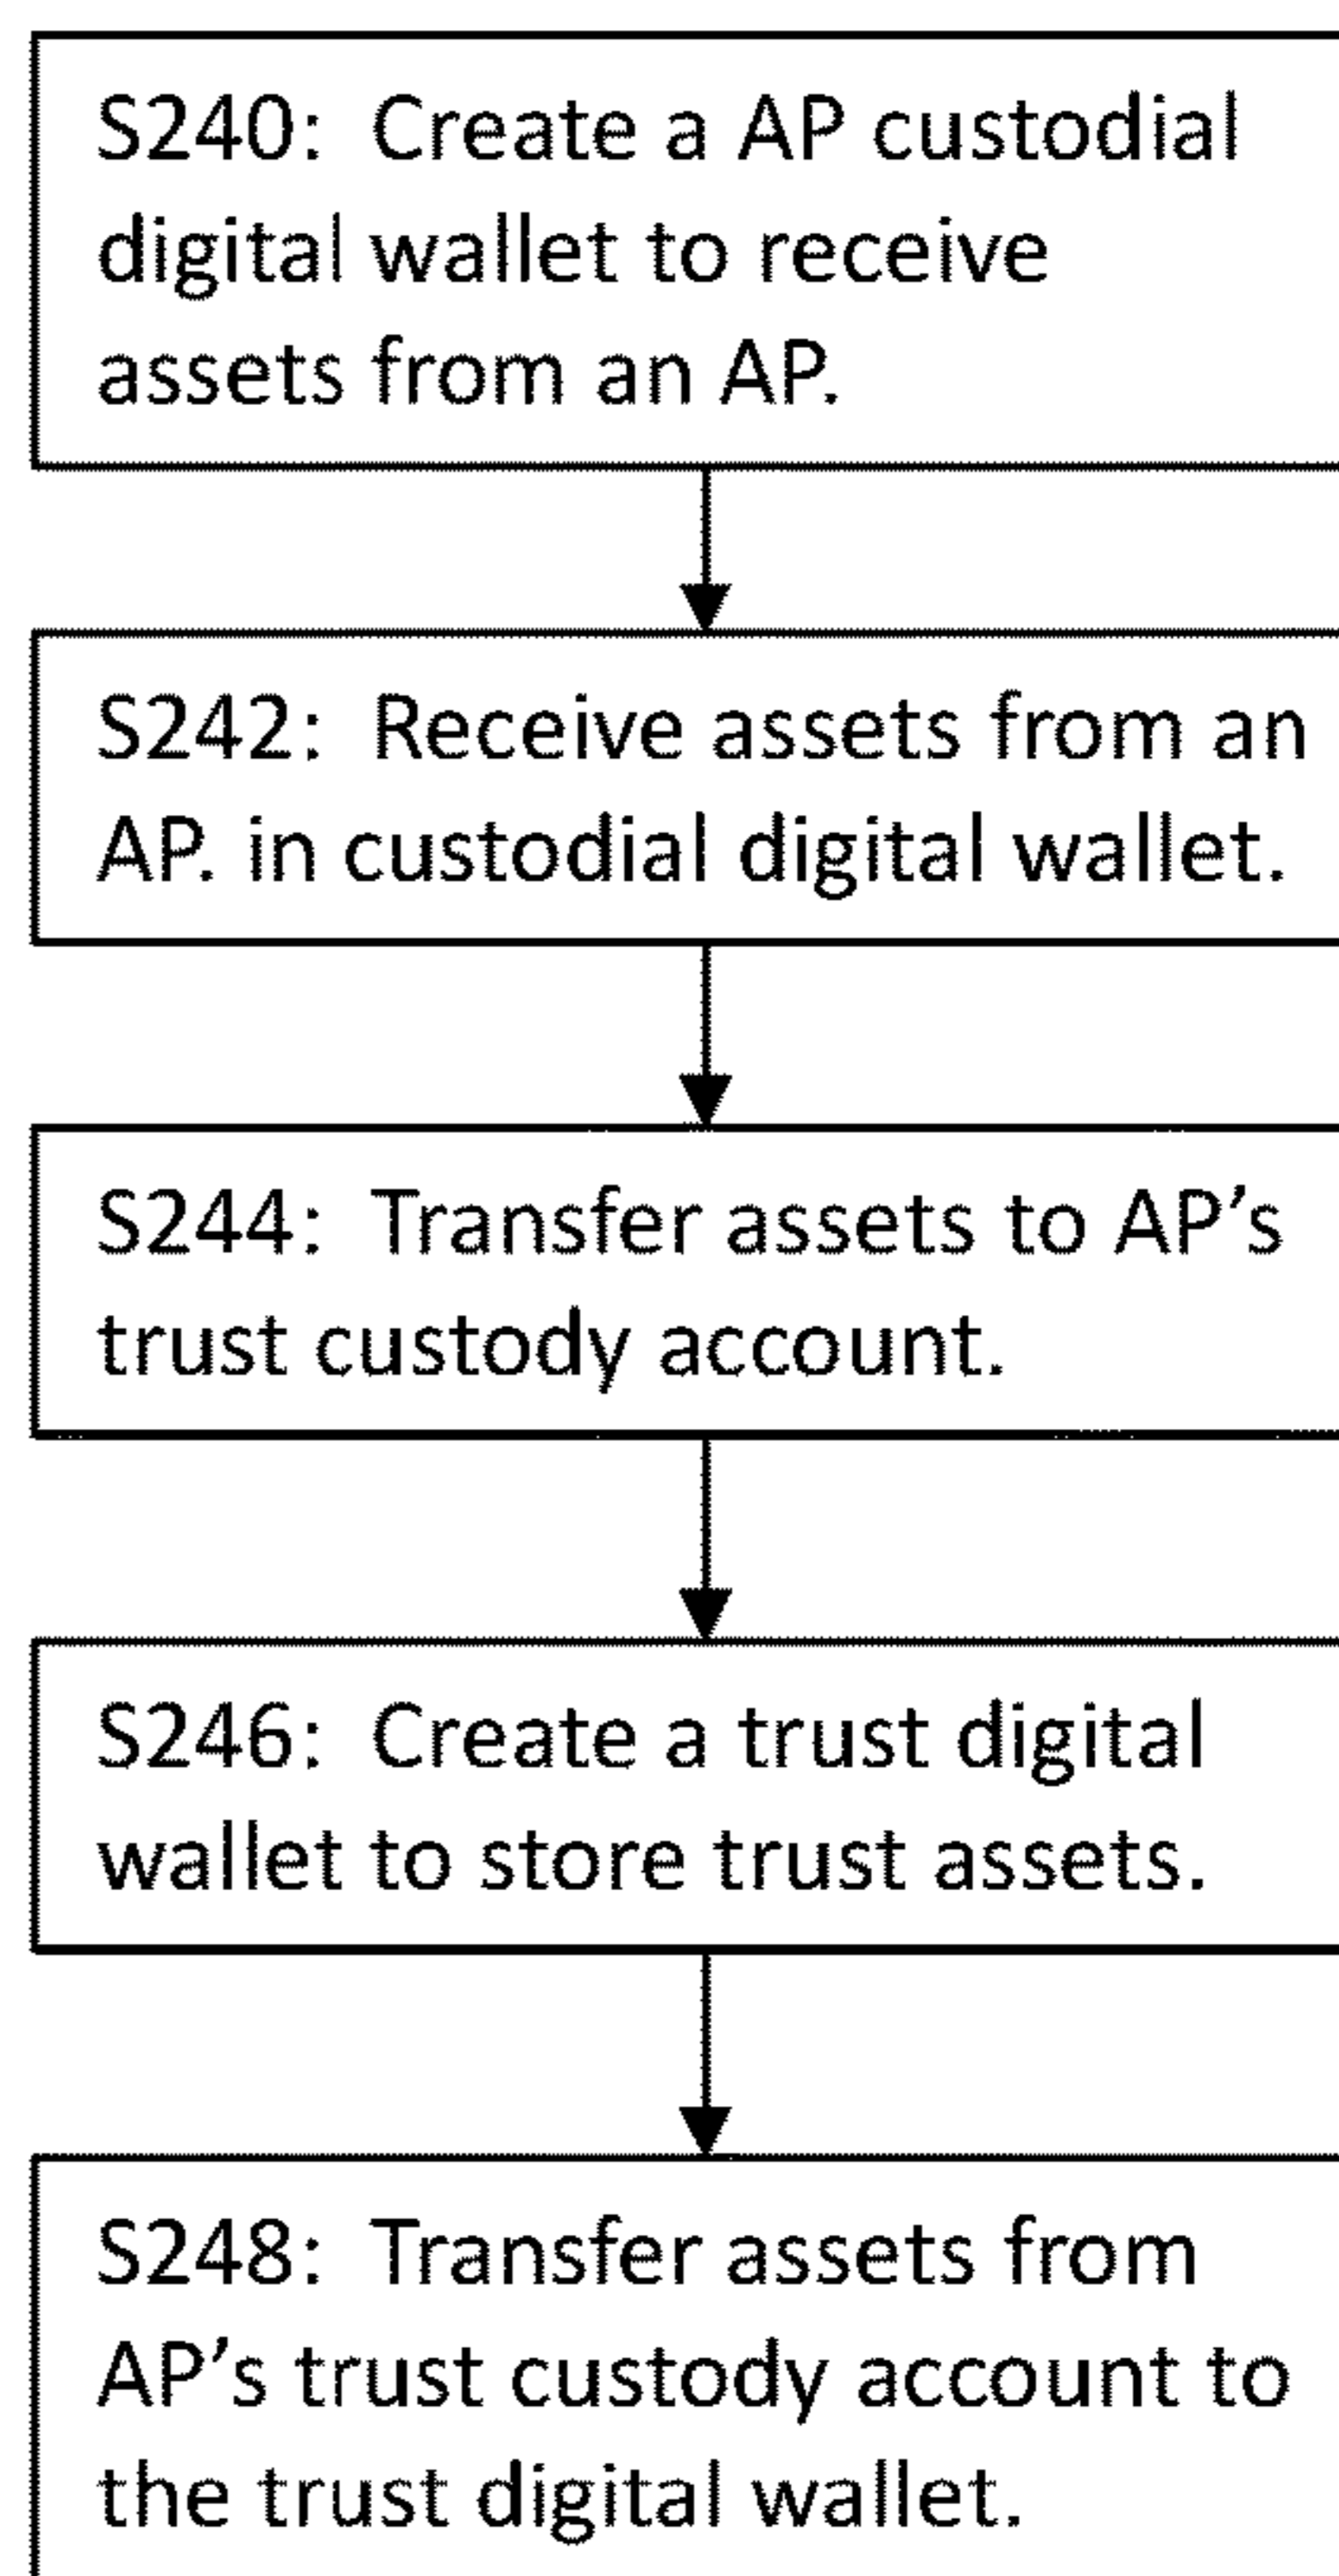 S240: Create a AP custodial
digital wallet to receive
assets from an AP.
S242: Receive assets from an
AP. in custodial digital wallet.
S244: Transfer assets to AP’s
trust custody account.
S246: Create a trust digital
wallet to store trust assets.
S248: Transfer assets from
AP’s trust custody account to
the trust digital wallet.